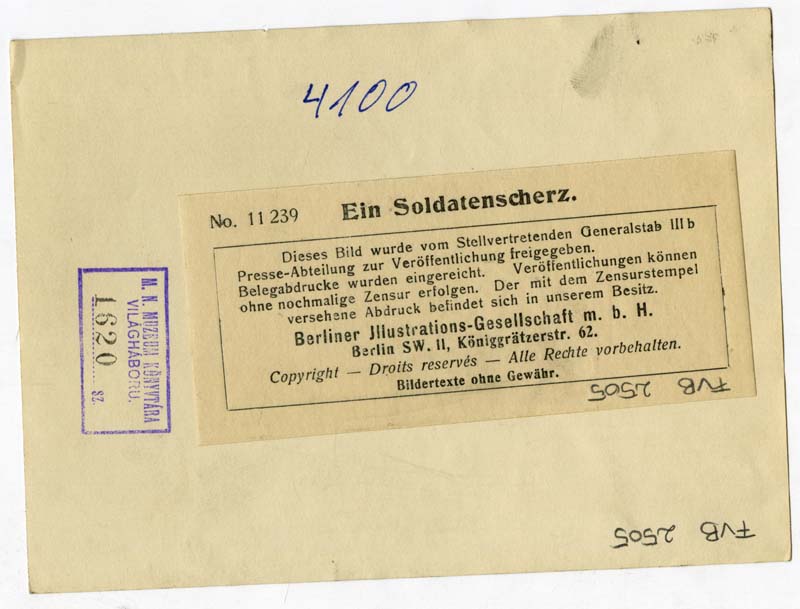 4100
No. 11 239 Ein Soldatenscherz.
Dieses Bild wurde vom Stellvertretenden Generalstab III b
Presse-Abteilung zur Veröffentlichung freigegeben.
Belegabdrucke wurden eingereicht. Veröffentlichungen können
ohne nochmalige Zensur erfolgen. Der mit dem Zensurstempel
versehene Abdruck befindet sich in unserem Besitz.
Berliner Jllustrations-Gesellschaft m. b. H.
Berlin SW. 11, Königgrätzerstr. 62.
Copyright — Droits reservés — Alle Rechte vorbehalten.
Bildertexte ohne Gewähr.
FVB 2505
M. N. MUZEUM KÖNYVTÁRA
VILÁGHÁBORU.
1620 SZ.
FVB 2505